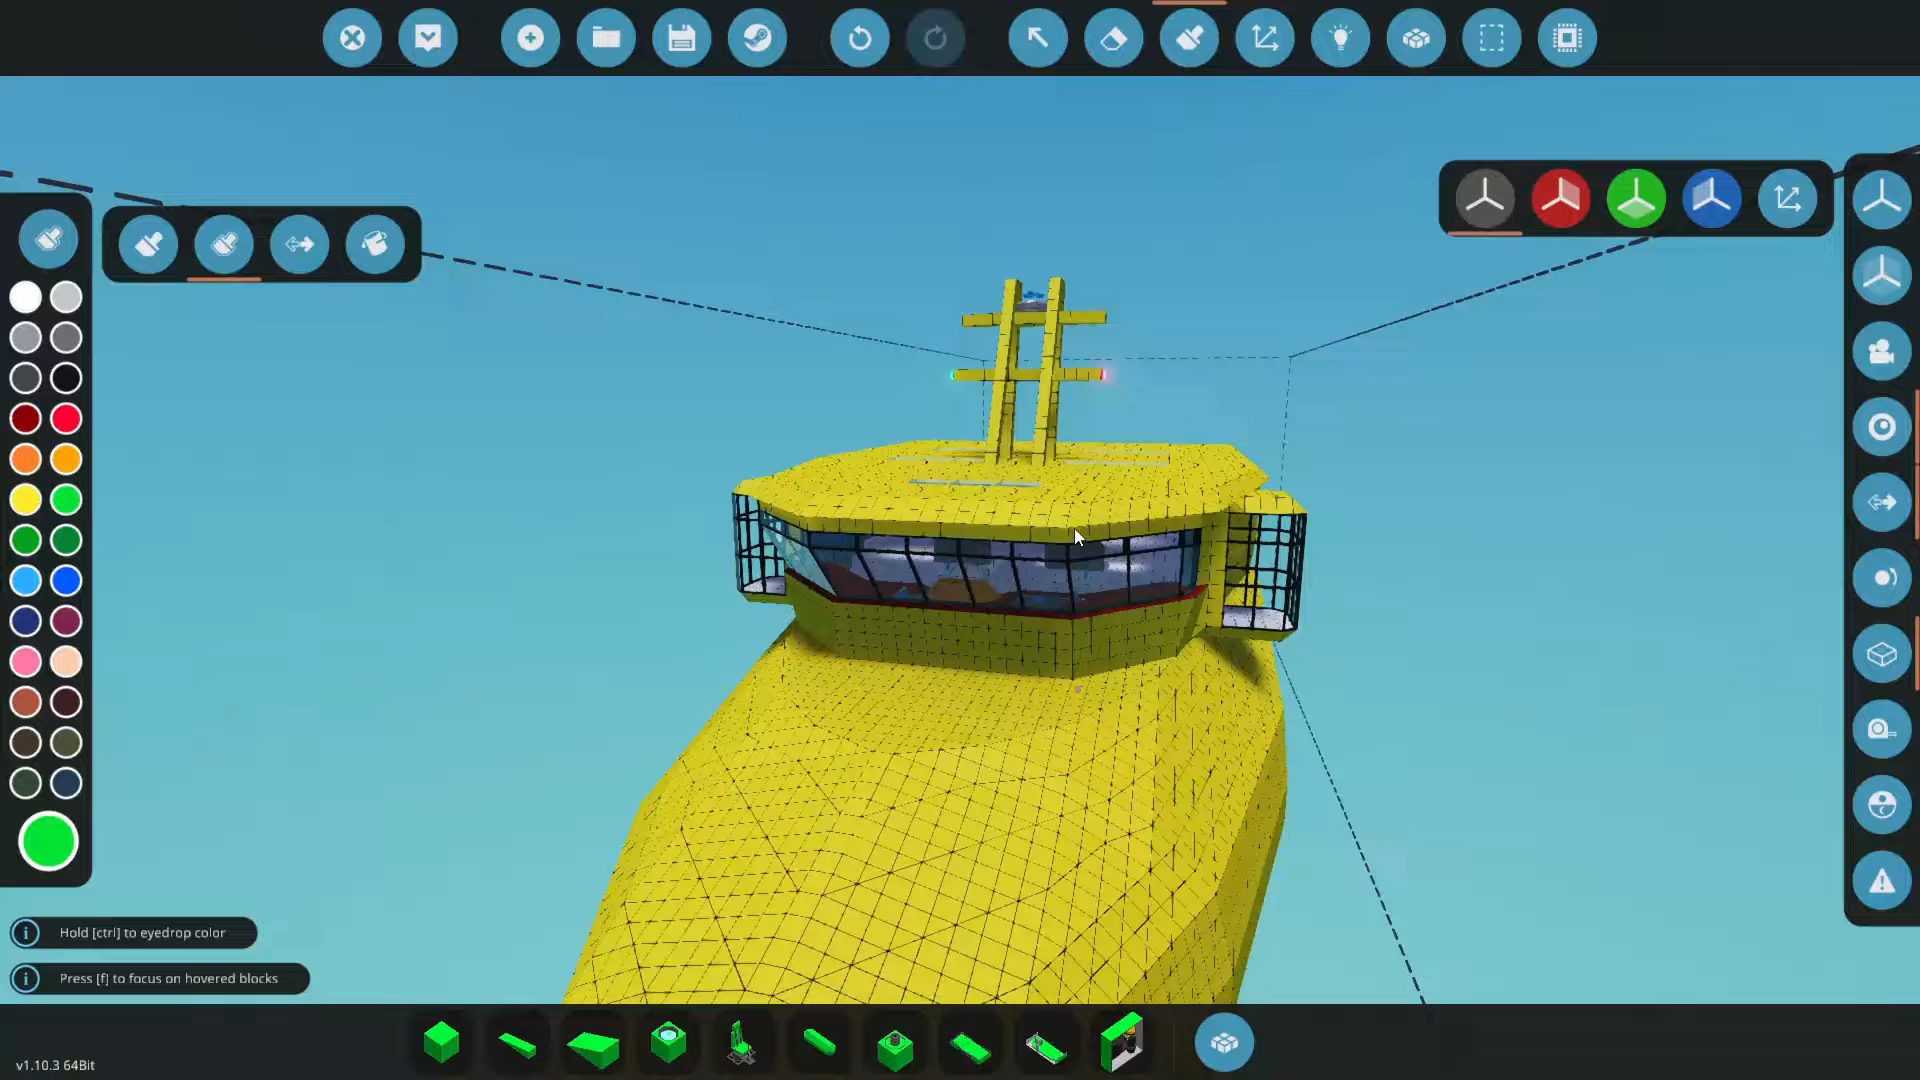 Hold [ctrl] to eyedrop color
Press [f] to focus on hovered blocks
v1.10.3 64Bit